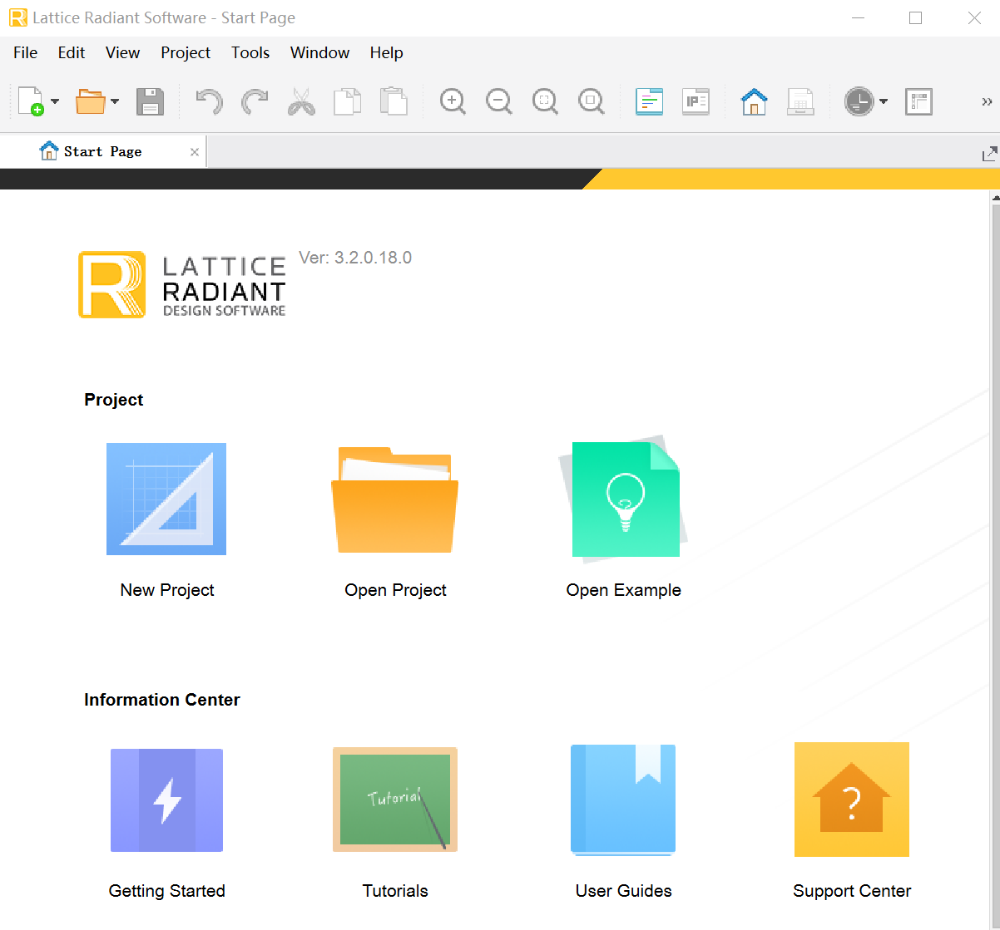 Lattice Radiant Software - Start Page
File Edit View Project Tools Window Help
IP
Start Page
LATTICE
RADIANT
DESIGN SOFTWARE
Ver: 3.2.0.18.0
Project
New Project Open Project Open Example
Information Center
Tutorial
?
Getting Started Tutorials User Guides Support Center